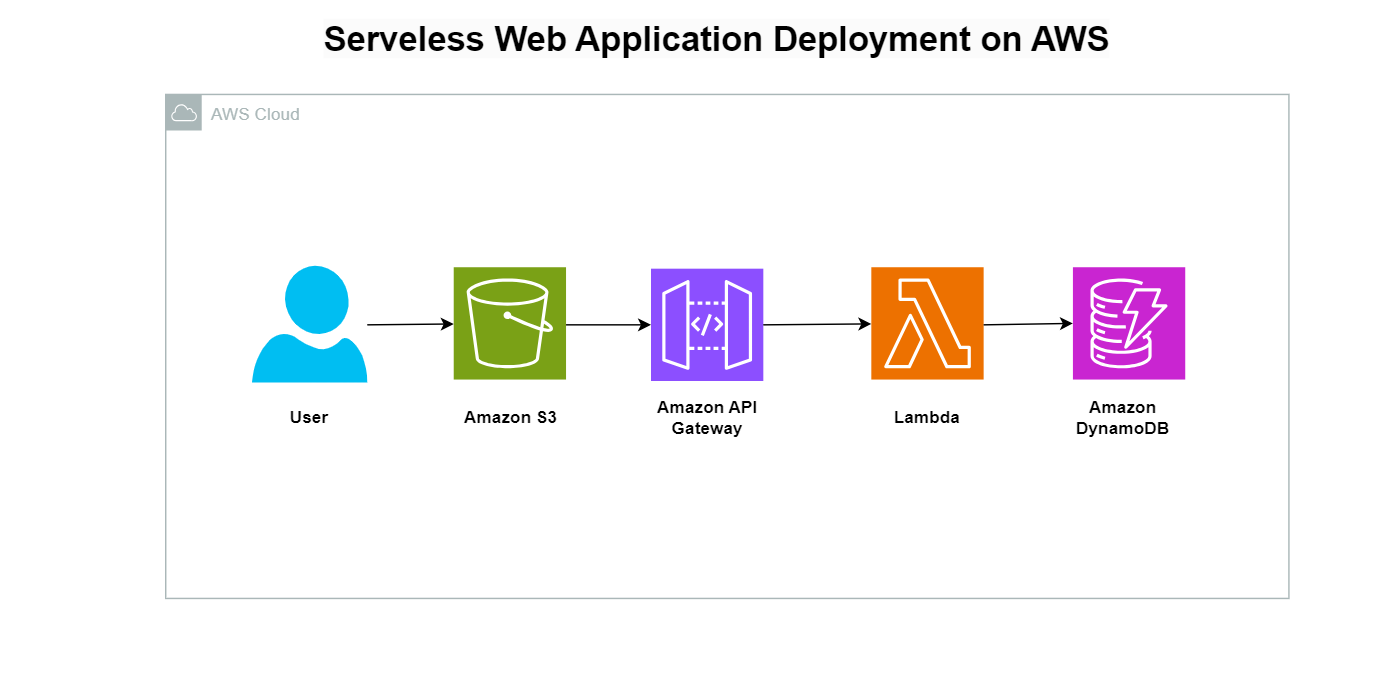 Serveless Web Application Deployment on AWS
AWS Cloud
User
Amazon S3
Amazon API
Gateway
Lambda
Amazon
DynamoDB